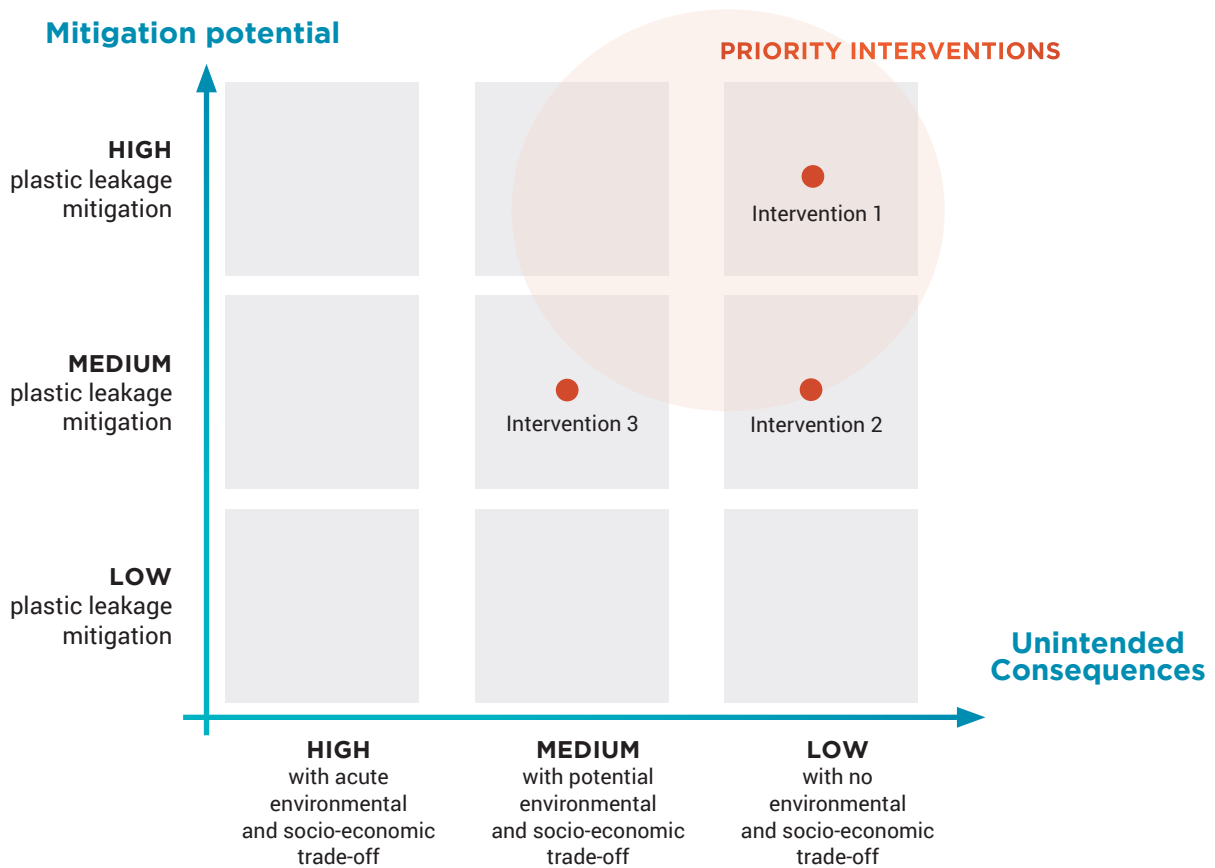 Mitigation potential
PRIORITY INTERVENTIONS
HIGH
plastic leakage
mitigation
Intervention 1
MEDIUM
plastic leakage
mitigation
Intervention 3
Intervention 2
LOW
plastic leakage
mitigation
Unintended
Consequences
HIGH
with acute
environmental
and socio-economic
trade-off
MEDIUM
with potential
environmental
and socio-economic
trade-off
LOW
with no
environmental
and socio-economic
trade-off